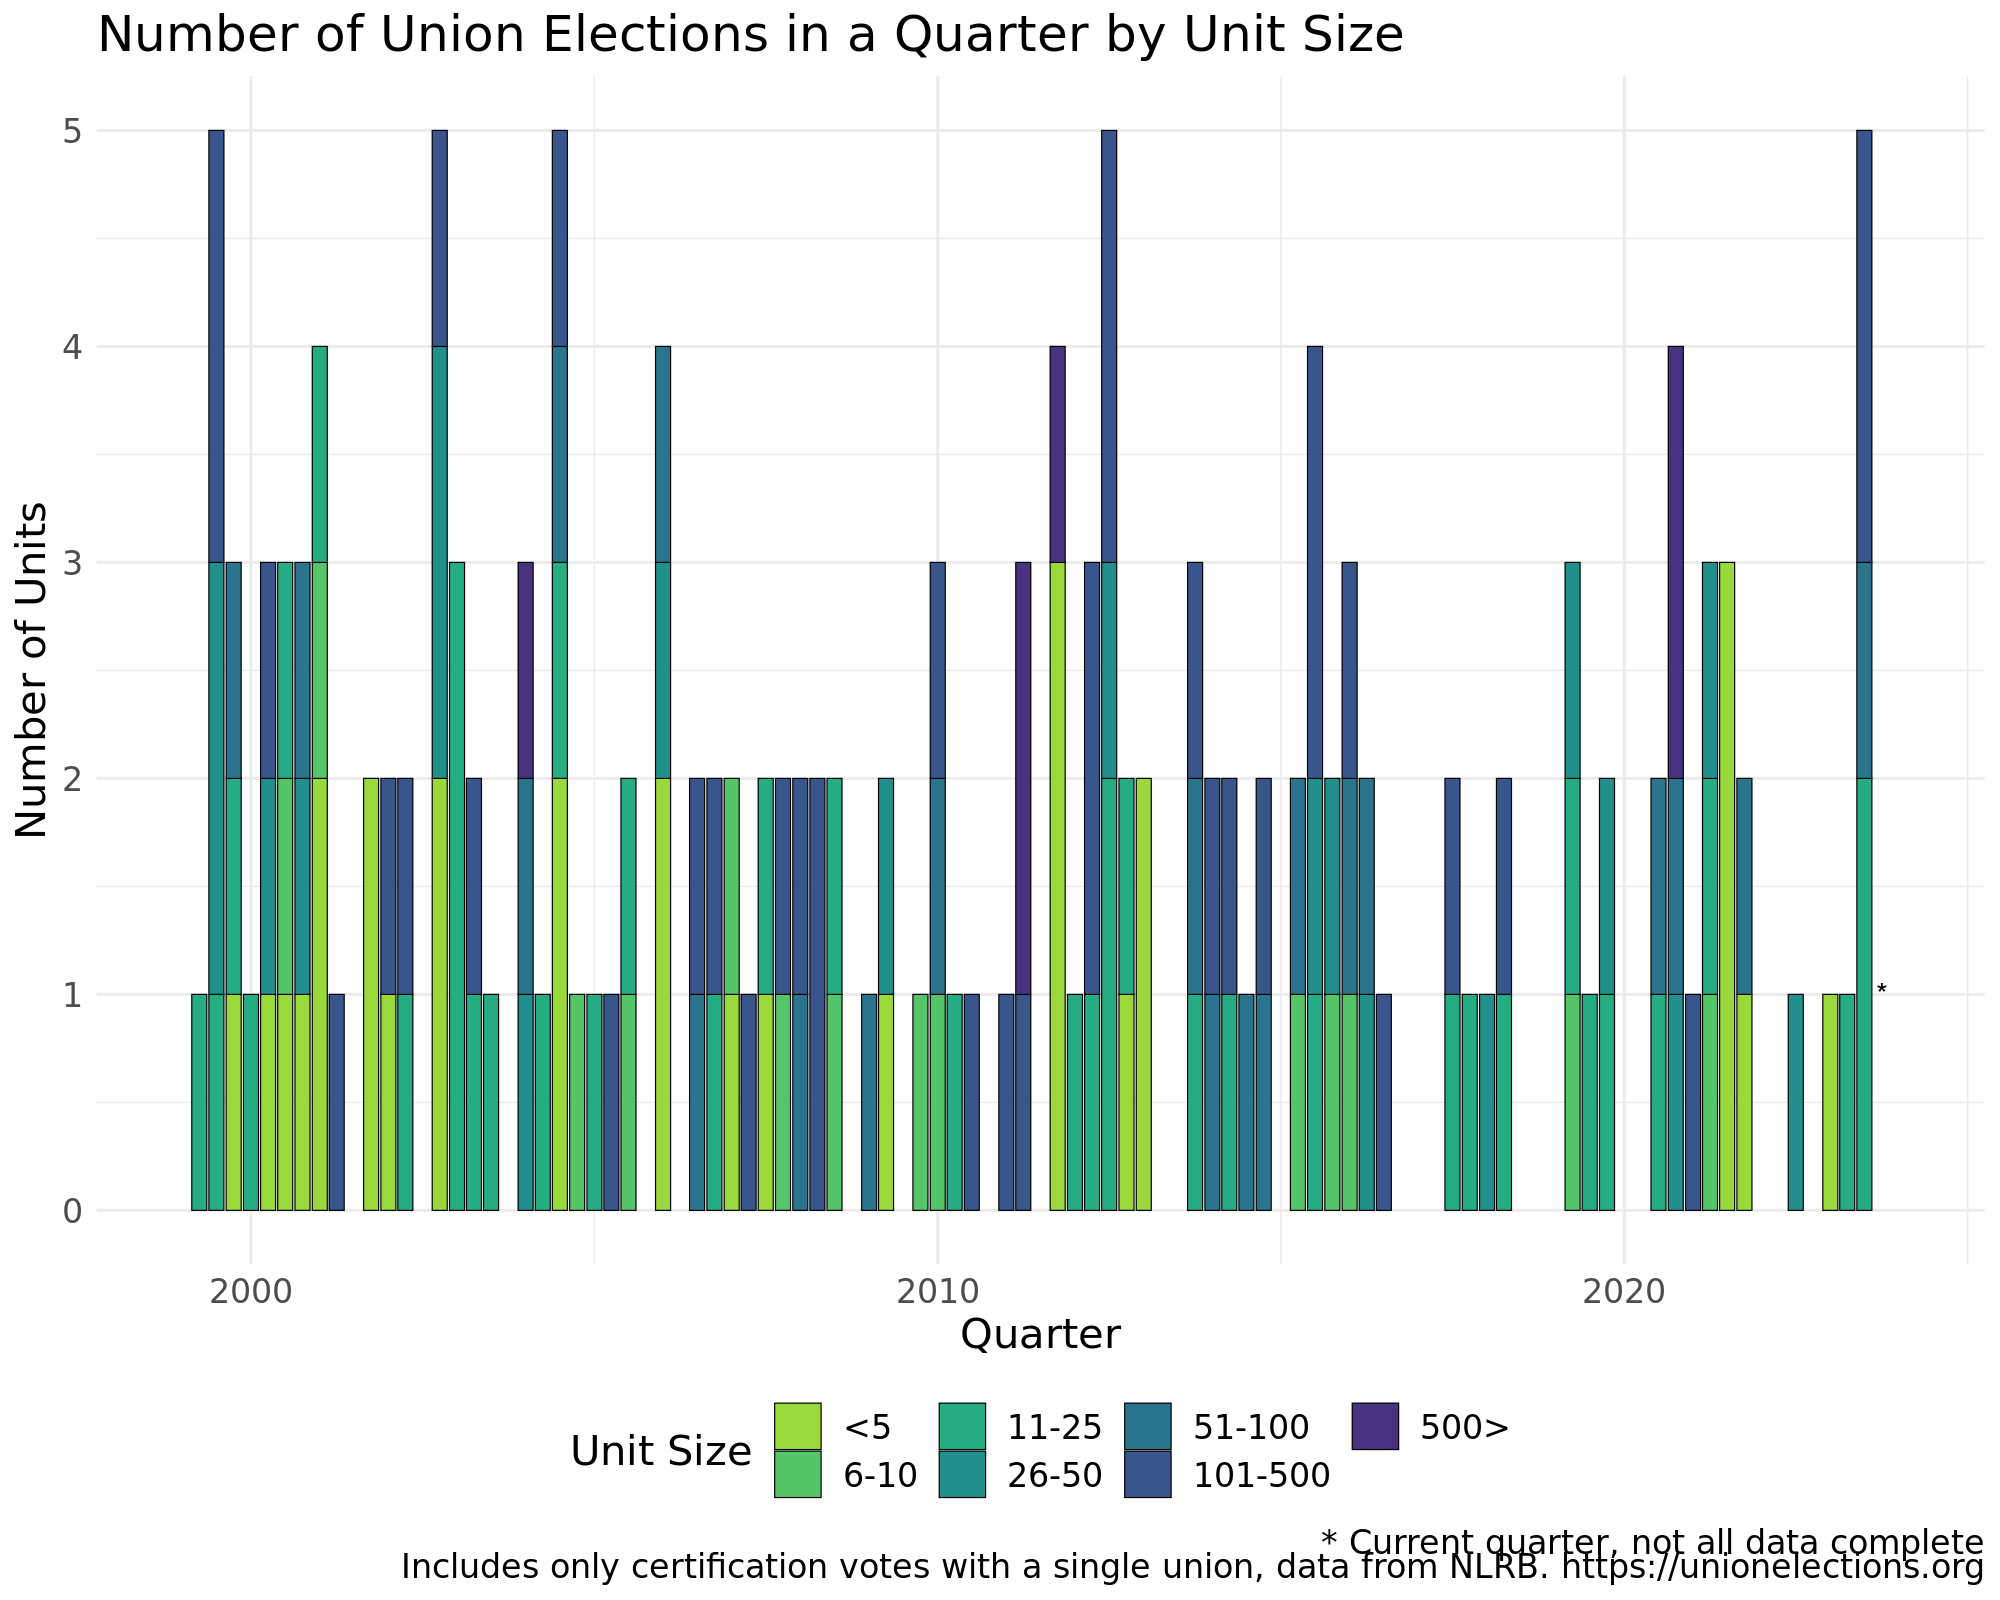 Number of Union Elections in a Quarter by Unit Size
Number of Units
5
4
3
2
1
0
*
2000 2010 2020
Quarter
Unit Size
<5 11-25 51-100 500>
6-10 26-50 101-500
* Current quarter, not all data complete
Includes only certification votes with a single union, data from NLRB. https://unionelections.org